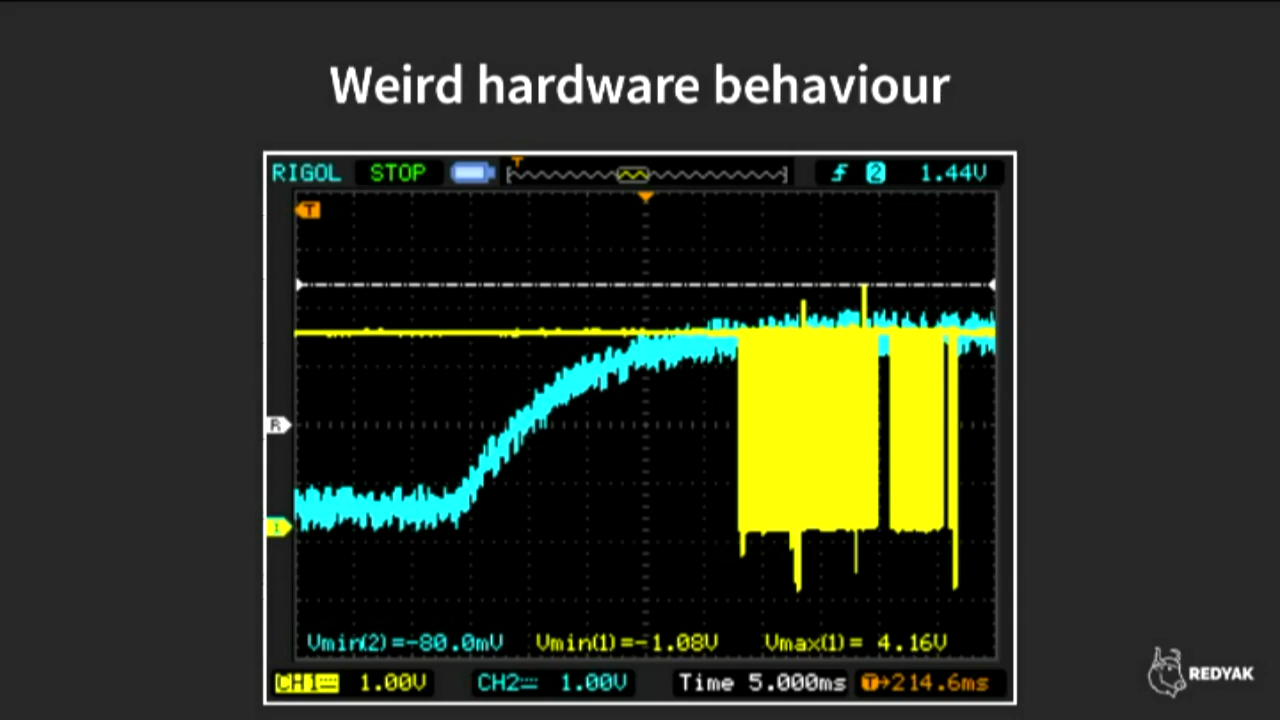 Weird hardware behaviour
RIGOL STOP T 2 1.44V
T
R
1
Vmin(2)=-80.0mV Vmin(1)=-1.08V Vmax(1)= 4.16V
CH1 1.00V CH2 1.00V Time 5.000ms T→214.6ms
REDYAK